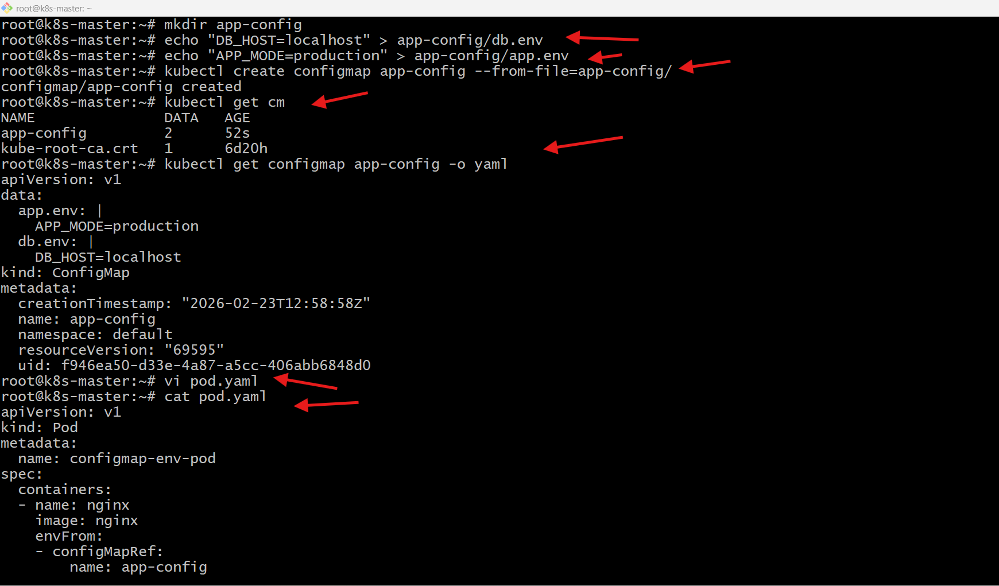 root@k8s-master: ~
root@k8s-master:~# mkdir app-config
root@k8s-master:~# echo "DB_HOST=localhost" > app-config/db.env
root@k8s-master:~# echo "APP_MODE=production" > app-config/app.env
root@k8s-master:~# kubectl create configmap app-config --from-file=app-config/
configmap/app-config created
root@k8s-master:~# kubectl get cm
NAME               DATA   AGE
app-config         2      52s
kube-root-ca.crt   1      6d20h
root@k8s-master:~# kubectl get configmap app-config -o yaml
apiVersion: v1
data:
  app.env: |
    APP_MODE=production
  db.env: |
    DB_HOST=localhost
kind: ConfigMap
metadata:
  creationTimestamp: "2026-02-23T12:58:58Z"
  name: app-config
  namespace: default
  resourceVersion: "69595"
  uid: f946ea50-d33e-4a87-a5cc-406abb6848d0
root@k8s-master:~# vi pod.yaml
root@k8s-master:~# cat pod.yaml
apiVersion: v1
kind: Pod
metadata:
  name: configmap-env-pod
spec:
  containers:
  - name: nginx
    image: nginx
    envFrom:
    - configMapRef:
        name: app-config